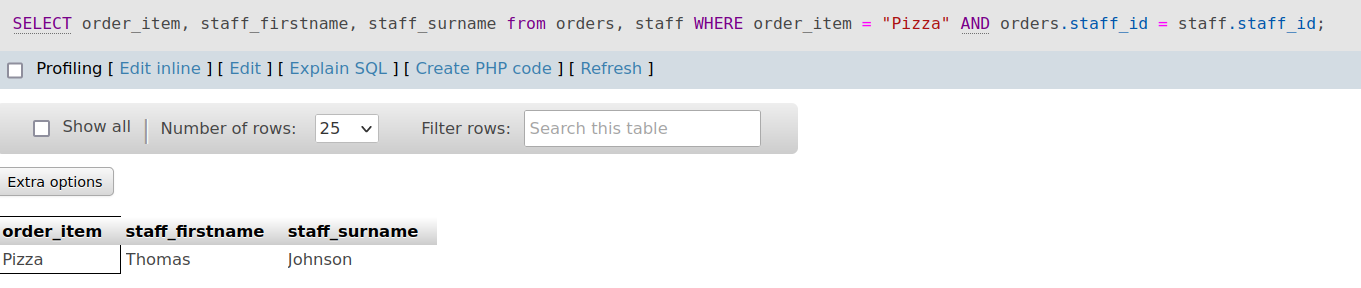 SELECT order_item, staff_firstname, staff_surname from orders, staff WHERE order_item = "Pizza" AND orders.staff_id = staff.staff_id;
Profiling [ Edit inline ] [ Edit ] [ Explain SQL ] [ Create PHP code ] [ Refresh ]
Show all Number of rows: 25 Filter rows: Search this table
Extra options
order_item staff_firstname staff_surname
Pizza Thomas Johnson